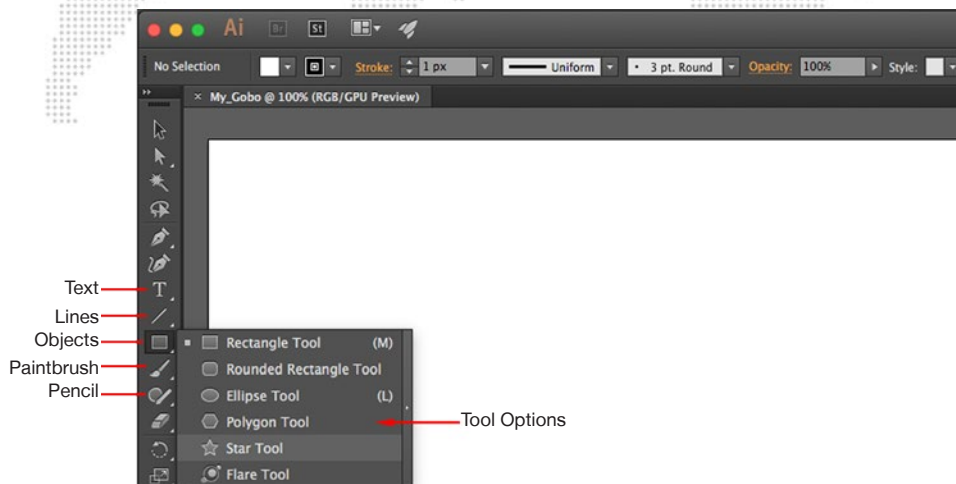 Ai Br St
No Selection Stroke: 1 px Uniform 3 pt. Round Opacity: 100% Style:
× My_Gobo @ 100% (RGB/GPU Preview)
Text
T
Lines
Objects
Rectangle Tool (M)
Paintbrush
Rounded Rectangle Tool
Pencil
Ellipse Tool (L)
Polygon Tool
Tool Options
Star Tool
Flare Tool